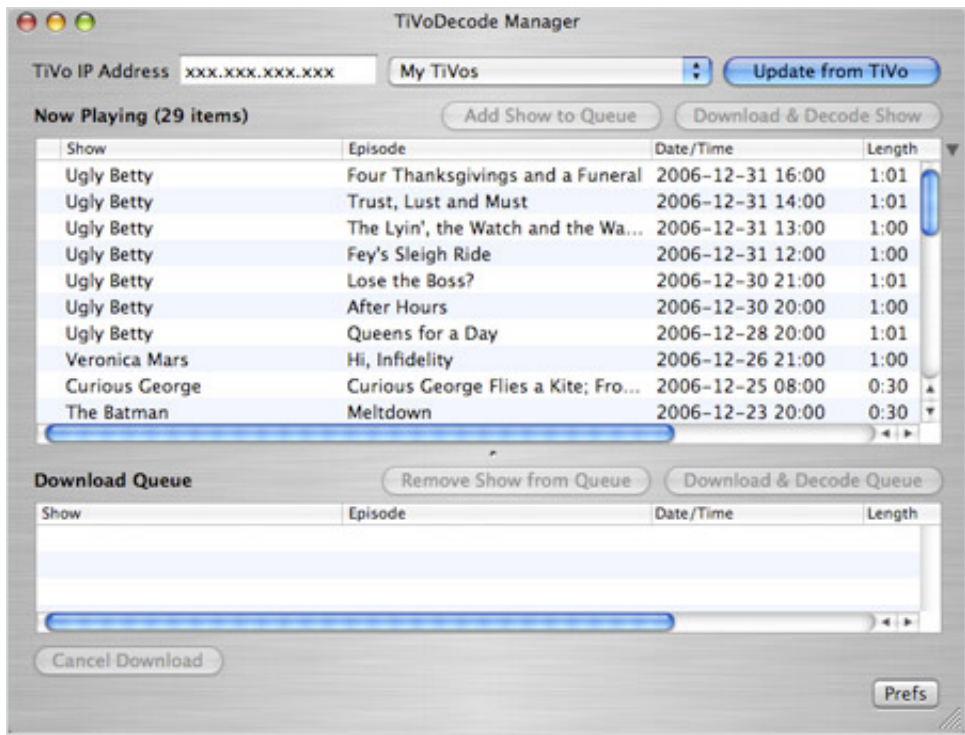 TiVoDecode Manager
TiVo IP Address xxx.xxx.xxx.xxx My TiVos Update from TiVo
Now Playing (29 items) Add Show to Queue Download & Decode Show
Show Episode Date/Time Length
Ugly Betty Four Thanksgivings and a Funeral 2006-12-31 16:00 1:01
Ugly Betty Trust, Lust and Must 2006-12-31 14:00 1:01
Ugly Betty The Lyin', the Watch and the Wa... 2006-12-31 13:00 1:00
Ugly Betty Fey's Sleigh Ride 2006-12-31 12:00 1:00
Ugly Betty Lose the Boss? 2006-12-30 21:00 1:01
Ugly Betty After Hours 2006-12-30 20:00 1:00
Ugly Betty Queens for a Day 2006-12-28 20:00 1:01
Veronica Mars Hi, Infidelity 2006-12-26 21:00 1:00
Curious George Curious George Flies a Kite; Fro... 2006-12-25 08:00 0:30
The Batman Meltdown 2006-12-23 20:00 0:30
Download Queue Remove Show from Queue Download & Decode Queue
Show Episode Date/Time Length
Cancel Download
Prefs